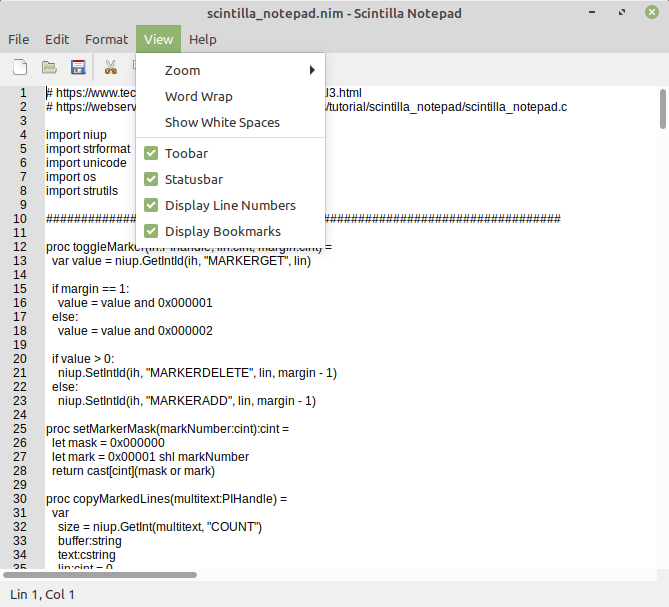 scintilla_notepad.nim - Scintilla Notepad
File Edit Format View Help
Zoom
Word Wrap
Show White Spaces
Toobar
Statusbar
Display Line Numbers
Display Bookmarks
1 # https://www.tec al3.html
2 # https://webserv /tutorial/scintilla_notepad/scintilla_notepad.c
3
4 import niup
5 import strformat
6 import unicode
7 import os
8 import strutils
9
10 ################################################################################
11
12 proc toggleMarker(ih:PIhandle, lin:cint, margin:cint) =
13 var value = niup.GetIntId(ih, "MARKERGET", lin)
14
15 if margin == 1:
16 value = value and 0x000001
17 else:
18 value = value and 0x000002
19
20 if value > 0:
21 niup.SetIntId(ih, "MARKERDELETE", lin, margin - 1)
22 else:
23 niup.SetIntId(ih, "MARKERADD", lin, margin - 1)
24
25 proc setMarkerMask(markNumber:cint):cint =
26 let mask = 0x000000
27 let mark = 0x00001 shl markNumber
28 return cast[cint](mask or mark)
29
30 proc copyMarkedLines(multitext:PIHandle) =
31 var
32 size = niup.GetInt(multitext, "COUNT")
33 buffer:string
34 text:cstring
35 lin:cint = 0
Lin 1, Col 1